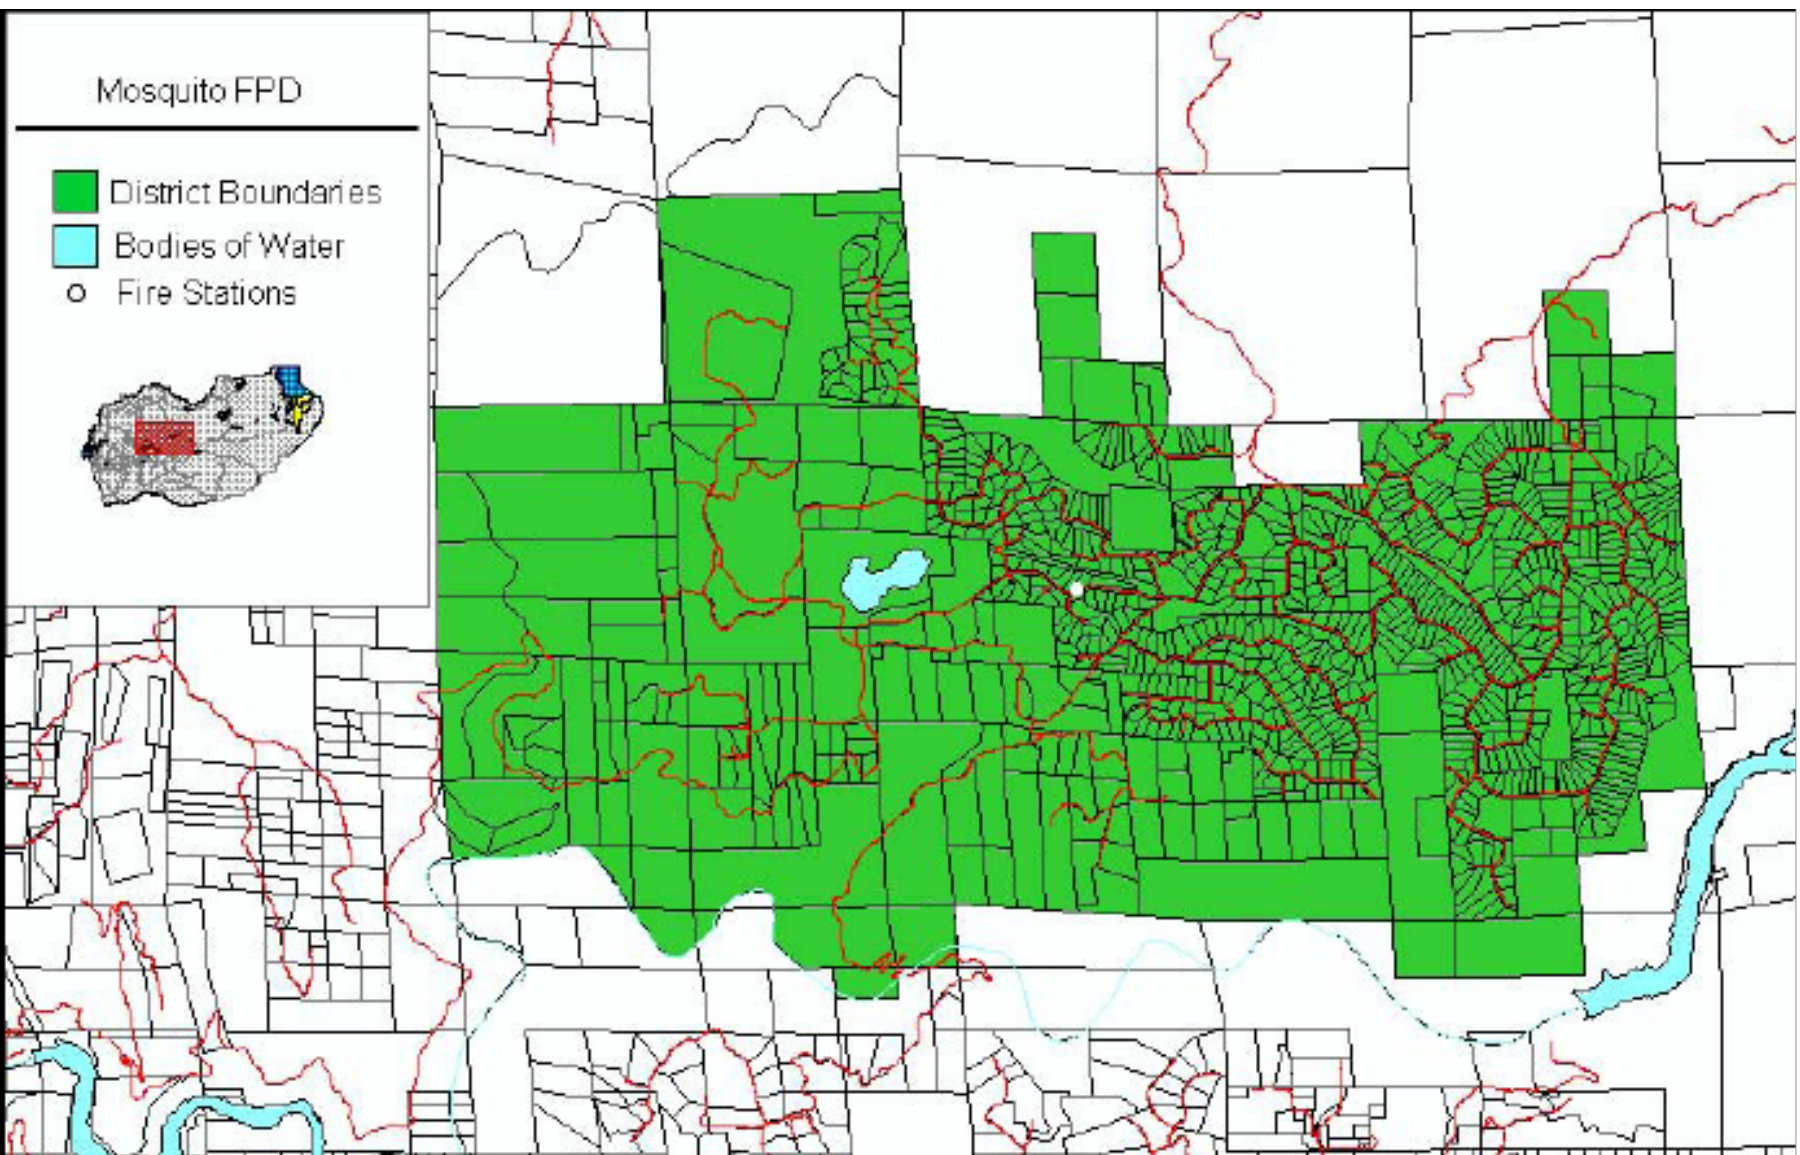 Mosquito FPD
District Boundaries
Bodies of Water
Fire Stations